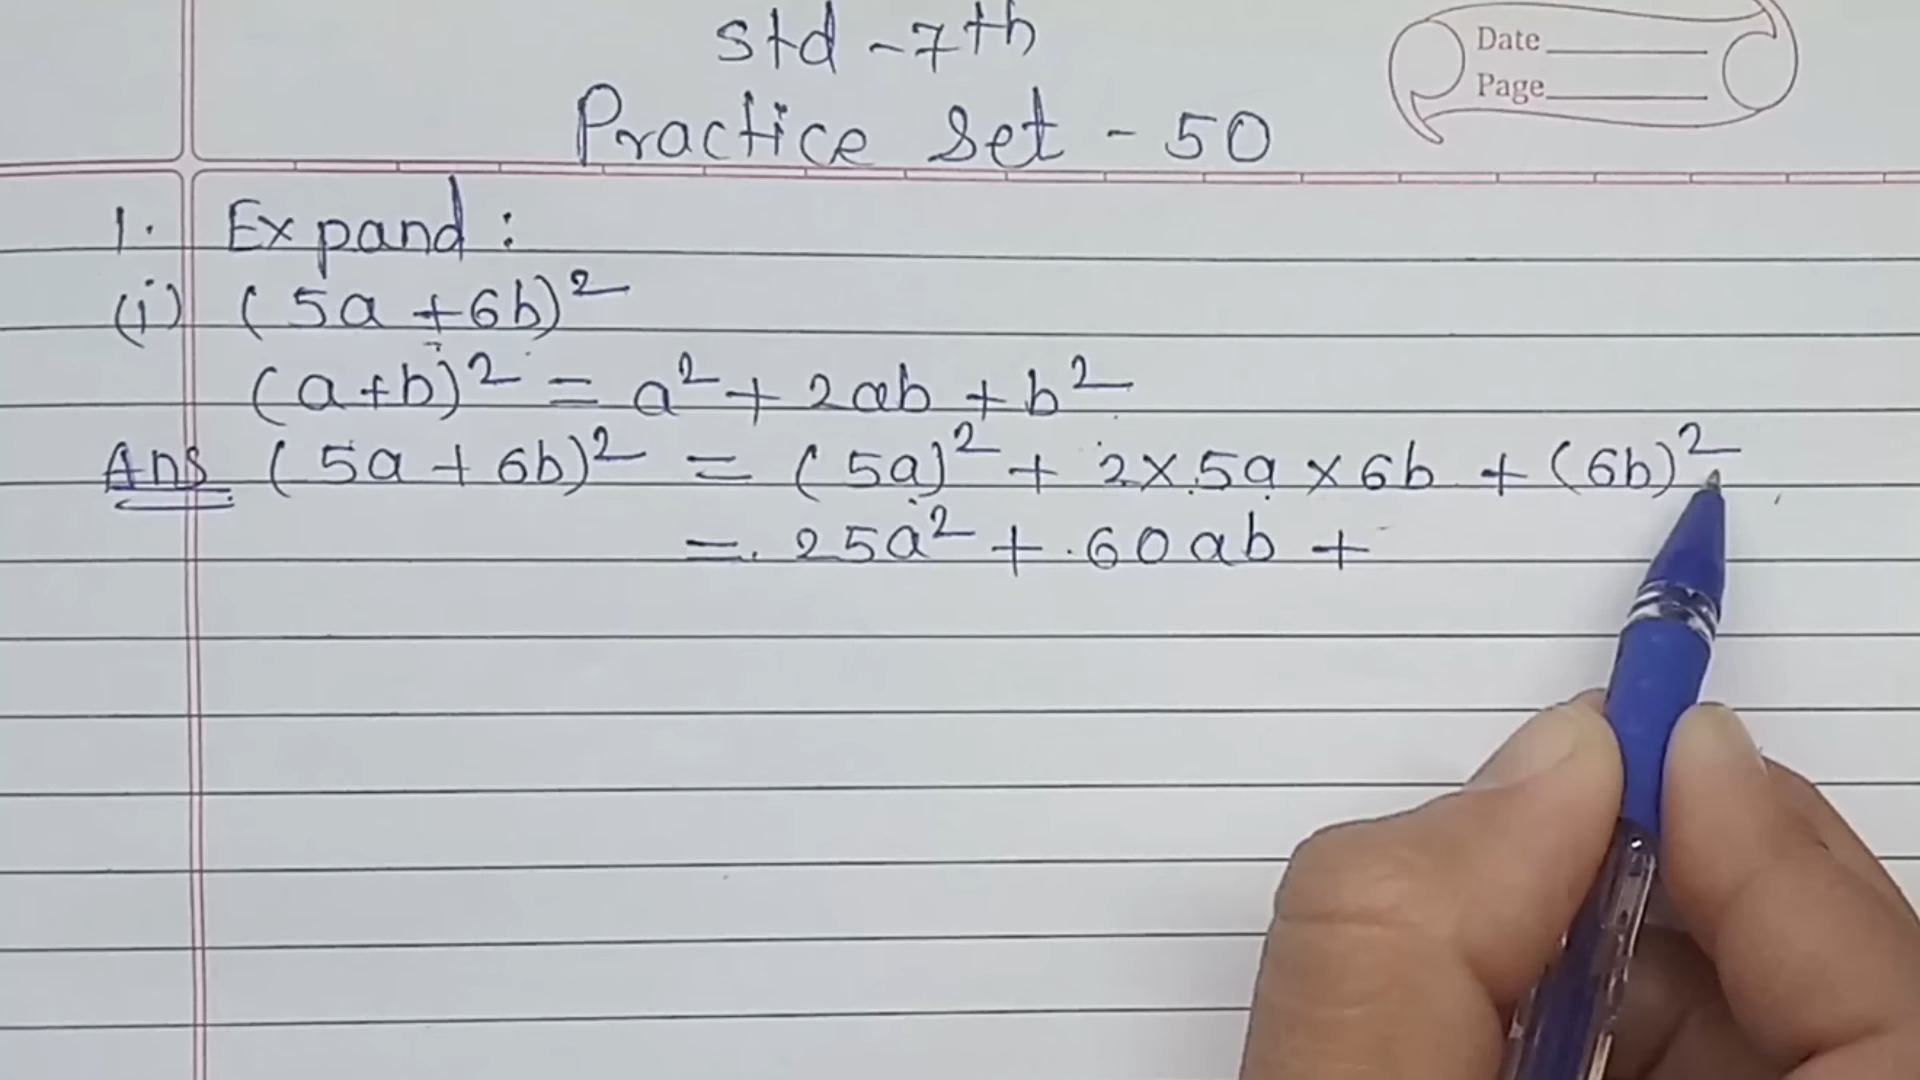 std - 7th
Date
Page
Practice Set - 50
1. Expand :
(i) (5a + 6b)²
(a+b)² = a² + 2ab + b²
Ans (5a + 6b)² = (5a)² + 2 × 5a × 6b + (6b)²
= 25a² + 60ab +